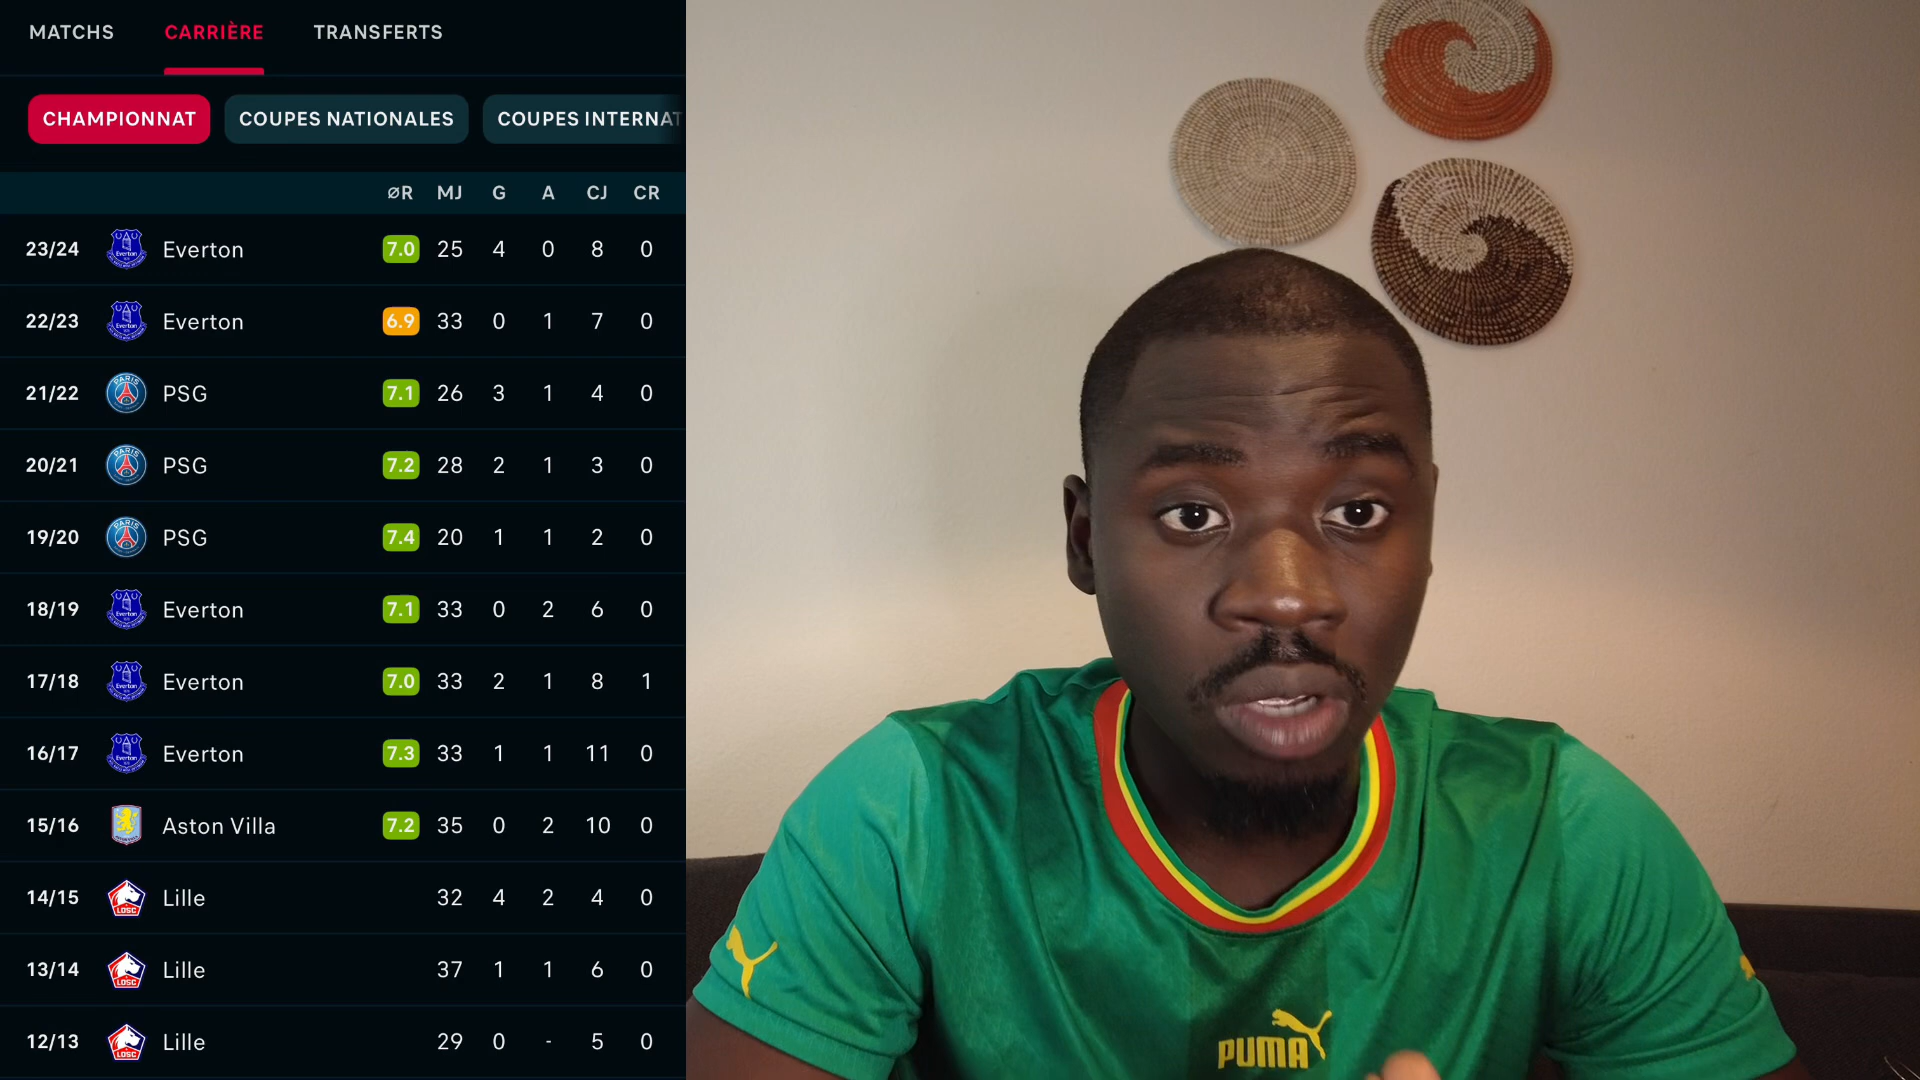 MATCHS CARRIÈRE TRANSFERTS
CHAMPIONNAT COUPES NATIONALES COUPES INTERNAT
øR MJ G A CJ CR
23/24 Everton 7.0 25 4 0 8 0
22/23 Everton 6.9 33 0 1 7 0
21/22 PSG 7.1 26 3 1 4 0
20/21 PSG 7.2 28 2 1 3 0
19/20 PSG 7.4 20 1 1 2 0
18/19 Everton 7.1 33 0 2 6 0
17/18 Everton 7.0 33 2 1 8 1
16/17 Everton 7.3 33 1 1 11 0
15/16 Aston Villa 7.2 35 0 2 10 0
14/15 Lille 32 4 2 4 0
13/14 Lille 37 1 1 6 0
12/13 Lille 29 0 - 5 0
PUMA